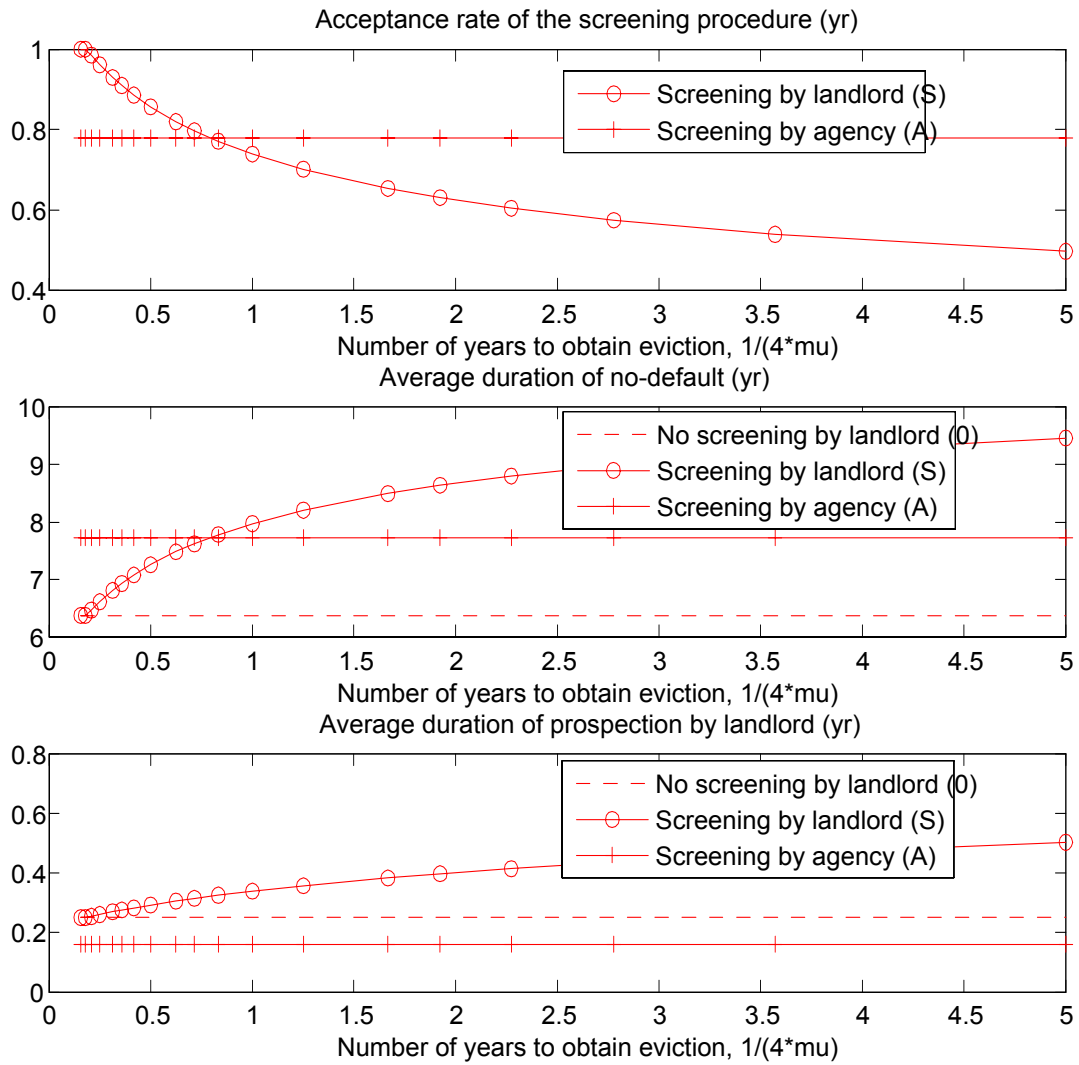 Acceptance rate of the screening procedure (yr)
1
0.8
0.6
0.4
Screening by landlord (S)
Screening by agency (A)
0 0.5 1 1.5 2 2.5 3 3.5 4 4.5 5
Number of years to obtain eviction, 1/(4*mu)
Average duration of no-default (yr)
10
9
8
7
6
No screening by landlord (0)
Screening by landlord (S)
Screening by agency (A)
0 0.5 1 1.5 2 2.5 3 3.5 4 4.5 5
Number of years to obtain eviction, 1/(4*mu)
Average duration of prospection by landlord (yr)
0.8
0.6
0.4
0.2
0
No screening by landlord (0)
Screening by landlord (S)
Screening by agency (A)
0 0.5 1 1.5 2 2.5 3 3.5 4 4.5 5
Number of years to obtain eviction, 1/(4*mu)